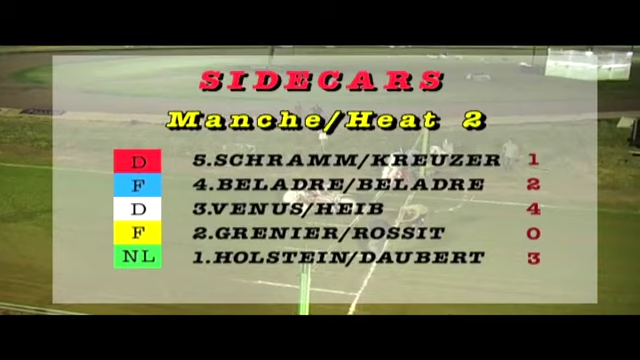 SIDECARS
Manche/Heat 2
D 5.SCHRAMM/KREUZER 1
F 4.BELADRE/BELADRE 2
D 3.VENUS/HEIB 4
F 2.GRENIER/ROSSIT 0
NL 1.HOLSTEIN/DAUBERT 3